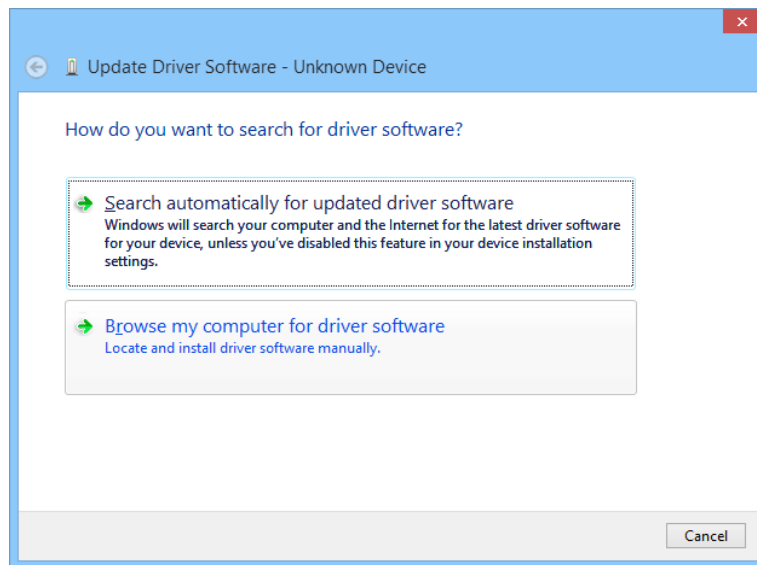 Update Driver Software - Unknown Device
How do you want to search for driver software?
Search automatically for updated driver software
Windows will search your computer and the Internet for the latest driver software
for your device, unless you've disabled this feature in your device installation
settings.
Browse my computer for driver software
Locate and install driver software manually.
Cancel